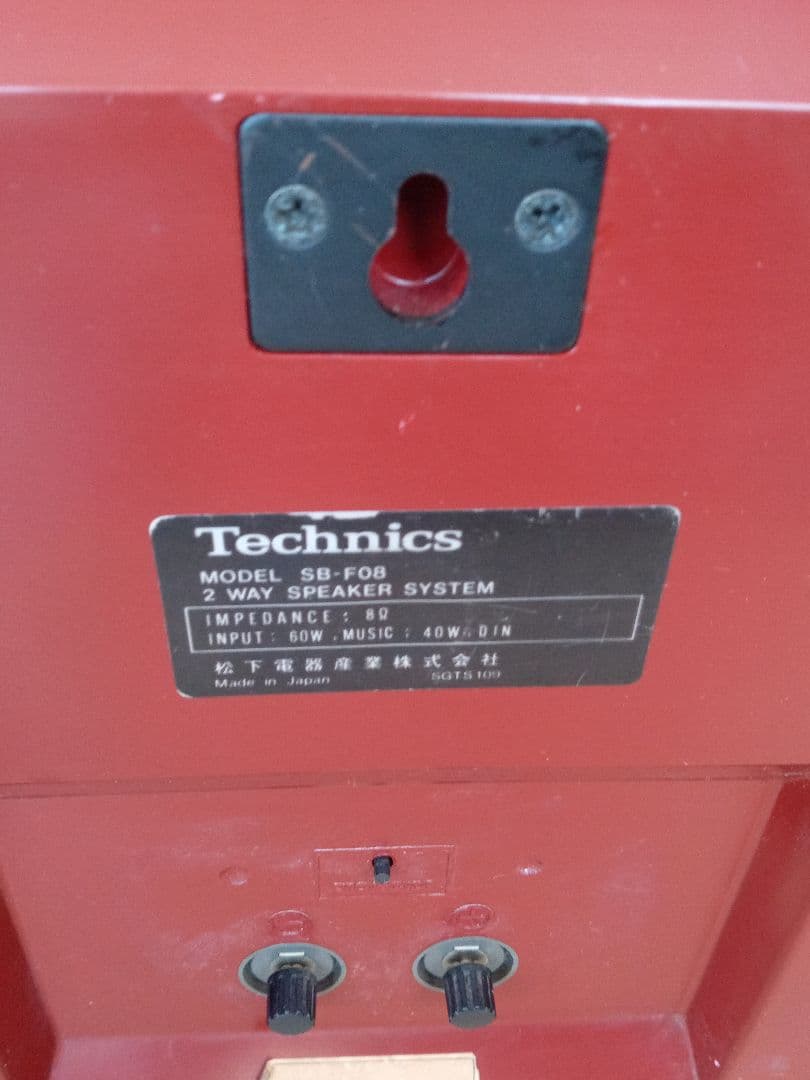 Technics
MODEL SB-F08
2 WAY SPEAKER SYSTEM
IMPEDANCE : 8Ω
INPUT : 60W , MUSIC : 40W , DIN
松下電器産業株式会社
Made in Japan SGTS109
⊖ ⊕